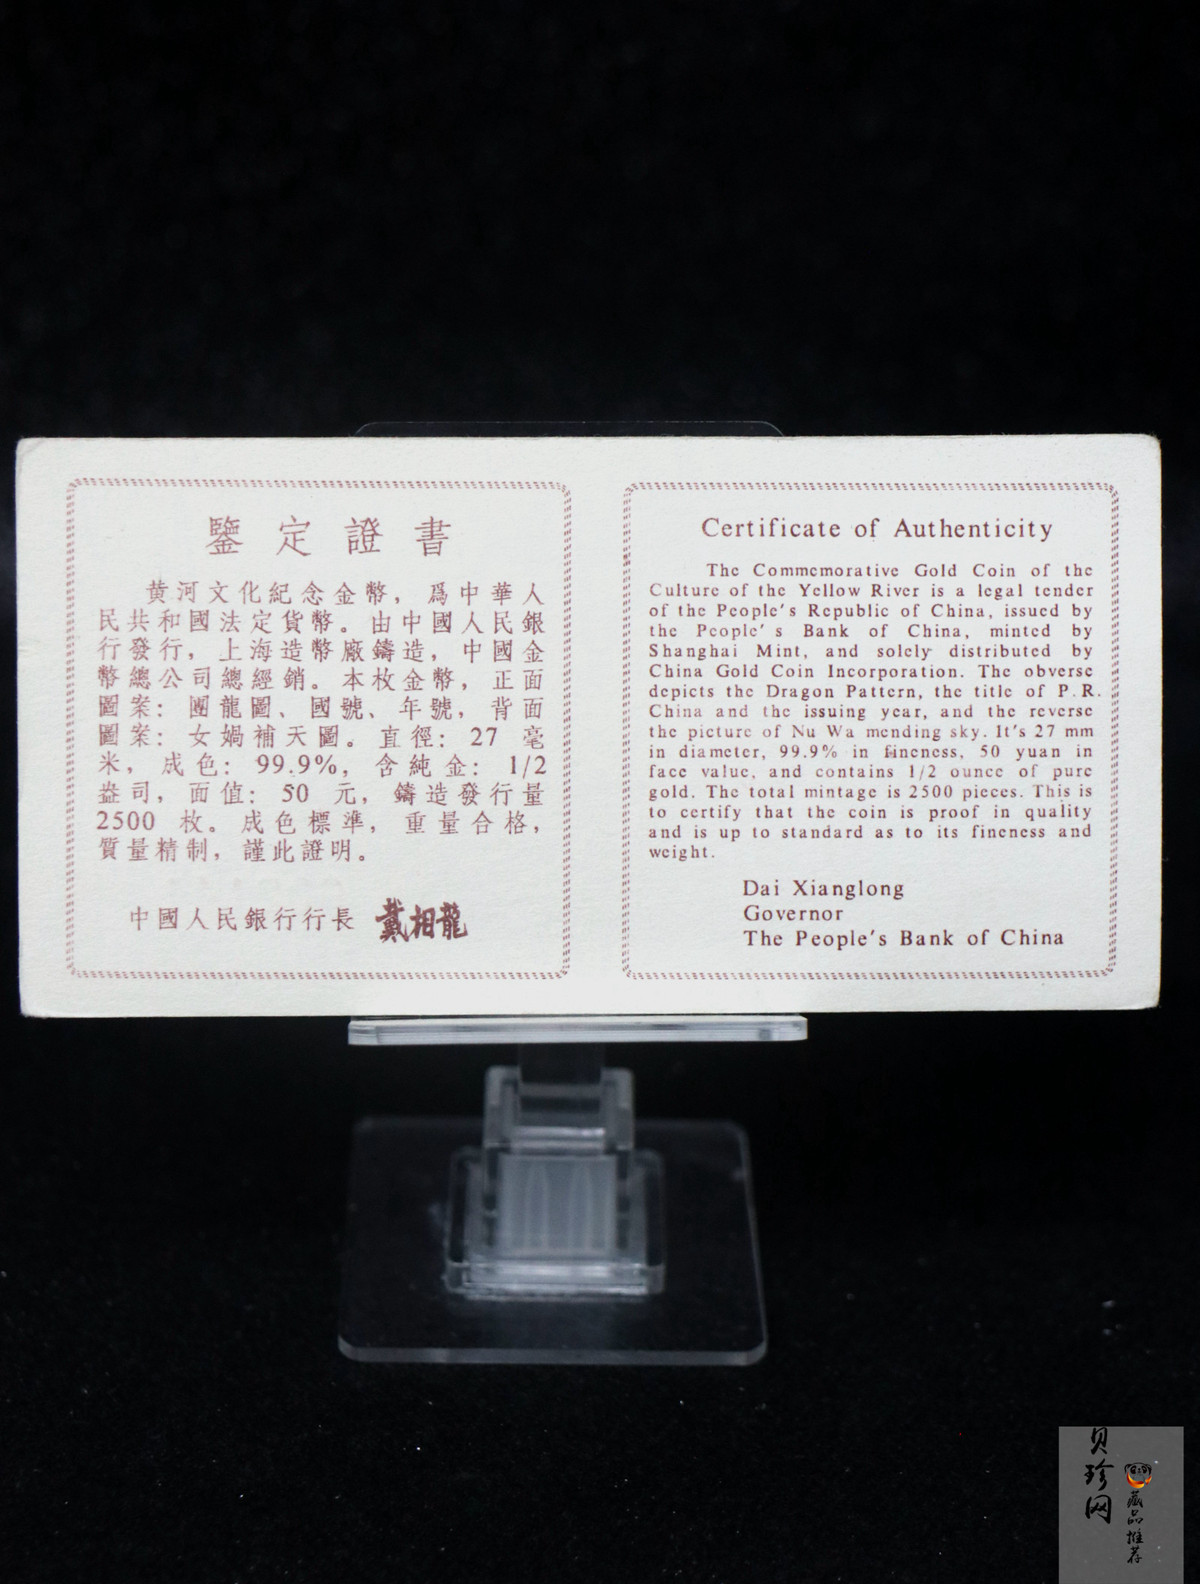 鑒定證書
黄河文化紀念金幣，爲中華人
民共和國法定貨幣。由中國人民銀
行發行，上海造幣廠鑄造，中國金
幣總公司總經銷。本枚金幣，正面
圖案：團龍圖、國號、年號，背面
圖案：女媧補天圖。直徑：27 毫
米，成色：99.9%，含純金：1/2
盎司，面值：50 元，鑄造發行量
2500 枚。成色標準，重量合格，
質量精制，謹此證明。
中國人民銀行行長 戴相龍
Certificate of Authenticity
The Commemorative Gold Coin of the
Culture of the Yellow River is a legal tender
of the People's Republic of China, issued by
the People's Bank of China, minted by
Shanghai Mint, and solely distributed by
China Gold Coin Incorporation. The obverse
depicts the Dragon Pattern, the title of P.R.
China and the issuing year, and the reverse
the picture of Nu Wa mending sky. It's 27 mm
in diameter, 99.9% in fineness, 50 yuan in
face value, and contains 1/2 ounce of pure
gold. The total mintage is 2500 pieces. This is
to certify that the coin is proof in quality
and is up to standard as to its fineness and
weight.
Dai Xianglong
Governor
The People's Bank of China
贝珍网
藏品推荐